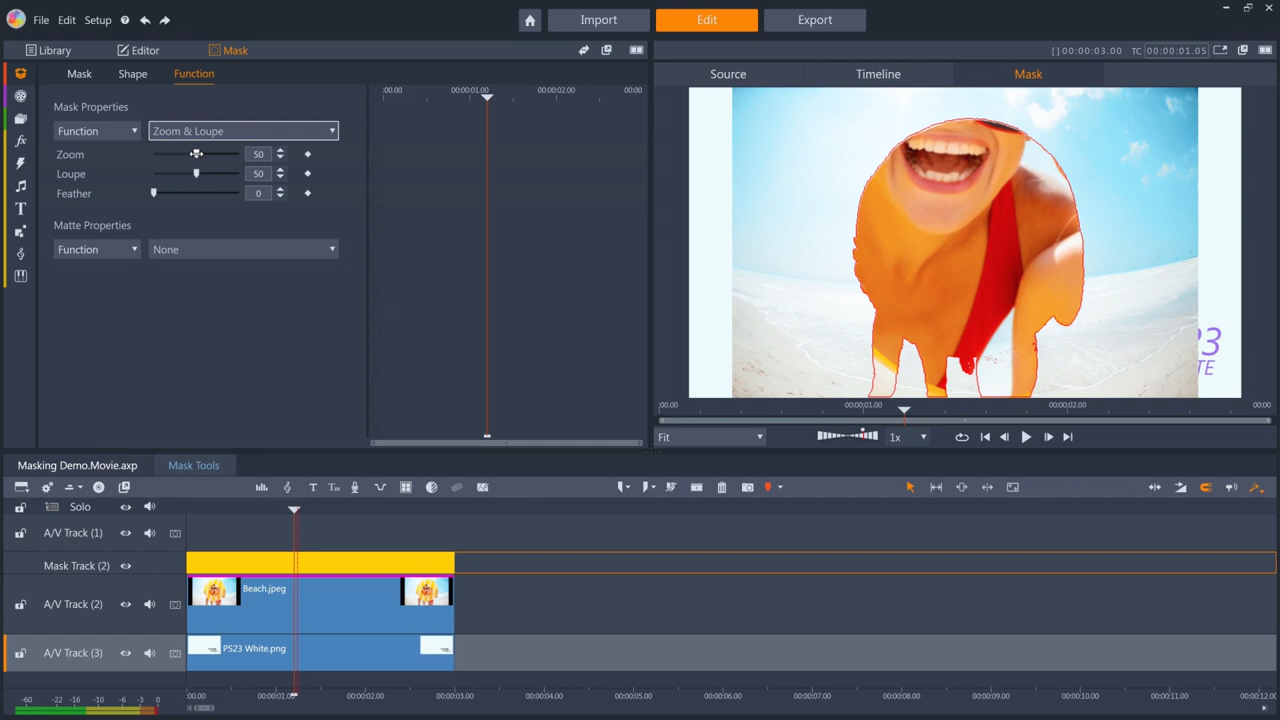 File Edit Setup
Import Edit Export
Library Editor Mask
[ ] 00:00:03.00 TC 00:00:01.05
Mask Shape Function
Source Timeline Mask
Mask Properties
Function Zoom & Loupe
Zoom 50
Loupe 50
Feather 0
Matte Properties
Function None
:00.00 00:00:01.00 00:00:02.00 00:00
23
TE
:00.00 00:00:01.00 00:00:02.00 00:00
Fit 1x
Masking Demo.Movie.axp Mask Tools
Solo
A/V Track (1)
Mask Track (2)
A/V Track (2) Beach.jpeg
A/V Track (3) PS23 White.png
:00.00 00:00:01.00 00:00:02.00 00:00:03.00 00:00:04.00 00:00:05.00 00:00:06.00 00:00:07.00 00:00:08.00 00:00:09.00 00:00:10.00 00:00:11.00 00:00:12.0
-60 -22 -16 -10 -6 -3 0